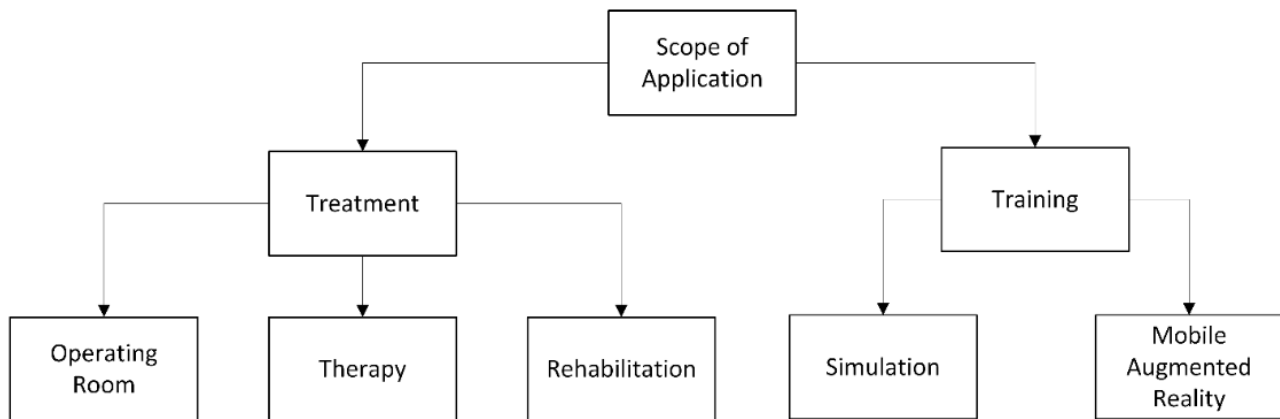 Scope of
Application
Treatment
Training
Operating
Room
Therapy
Rehabilitation
Simulation
Mobile
Augmented
Reality